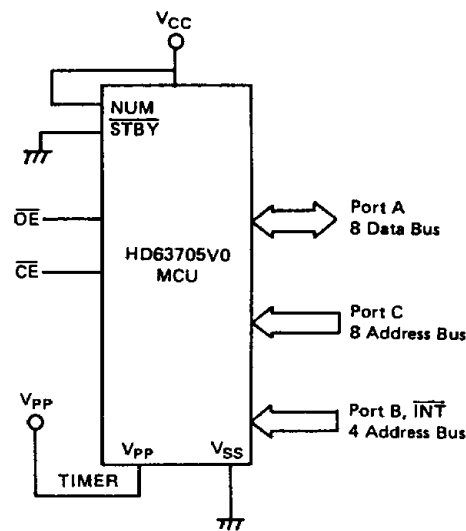 VCC
NUM
STBY
OE
CE
HD63705V0
MCU
Port A
8 Data Bus
Port C
8 Address Bus
Port B, INT
4 Address Bus
VPP
TIMER
VPP
VSS